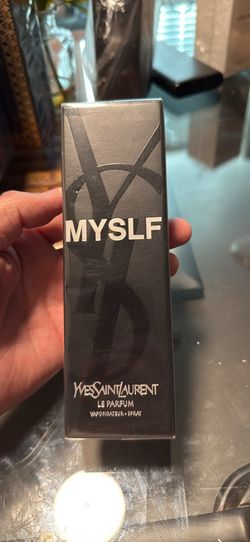 MYSLF
YVESSAINTLAURENT
LE PARFUM
VAPORISATEUR • SPRAY